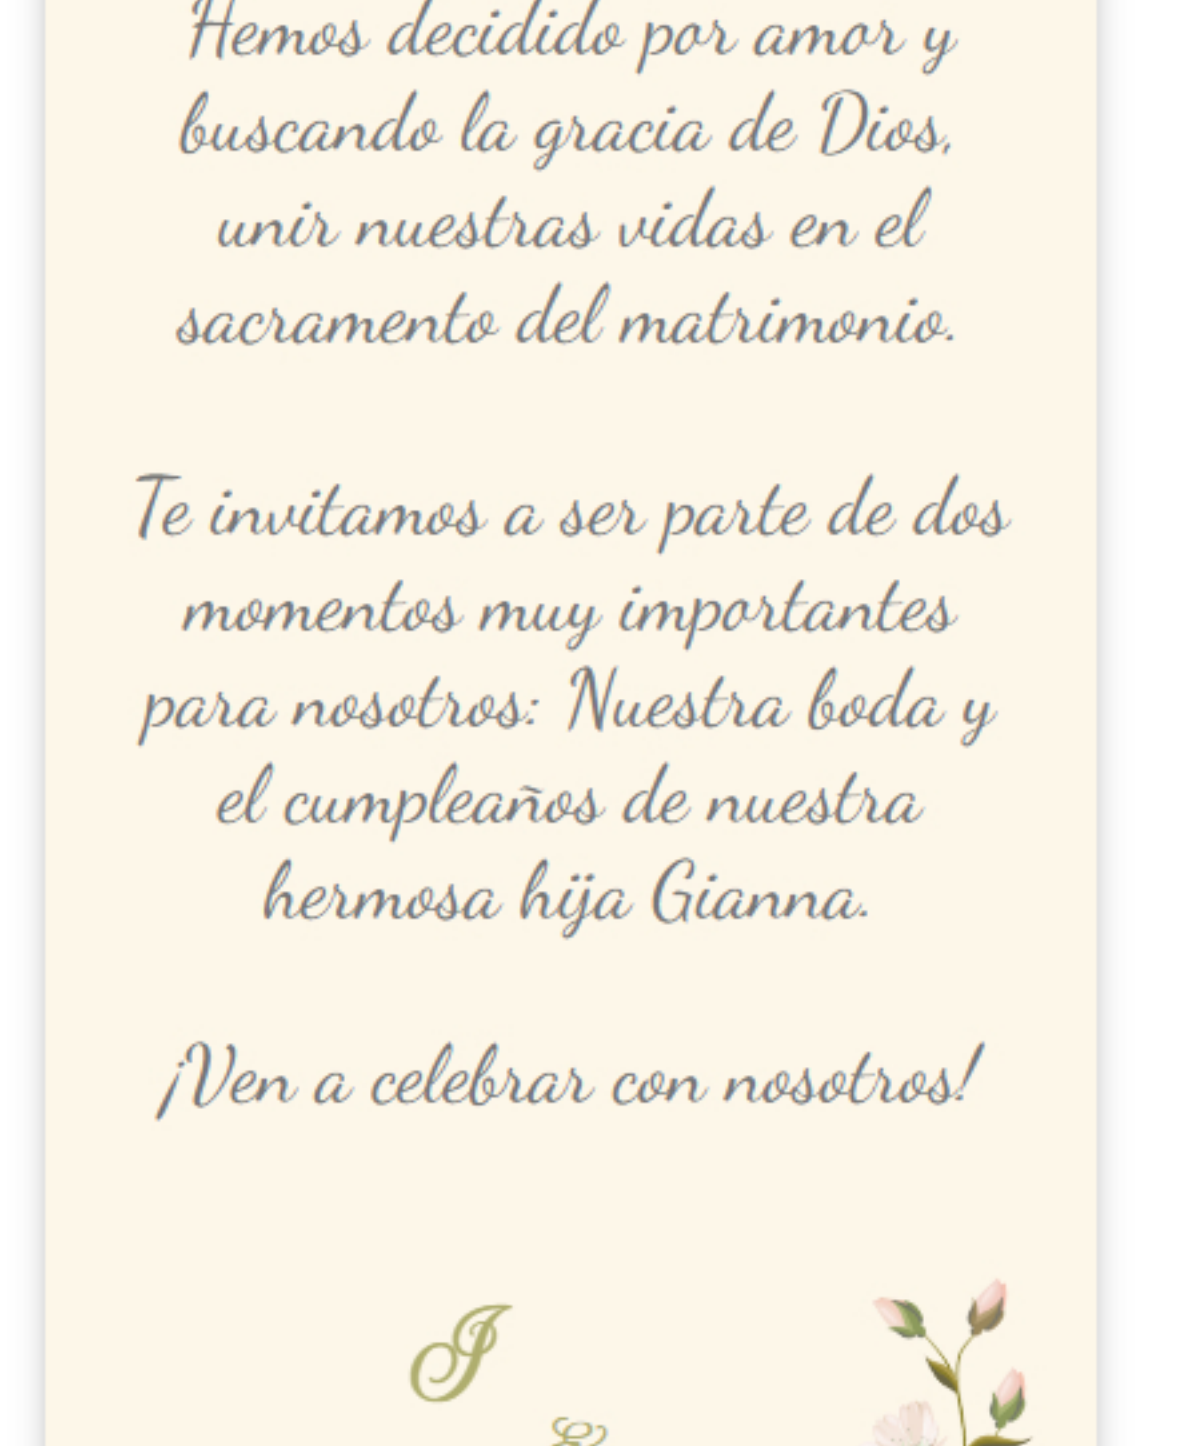 Hemos decidido por amor y
buscando la gracia de Dios,
unir nuestras vidas en el
sacramento del matrimonio.
Te invitamos a ser parte de dos
momentos muy importantes
para nosotros: Nuestra boda y
el cumpleaños de nuestra
hermosa hija Gianna.
¡Ven a celebrar con nosotros!
&